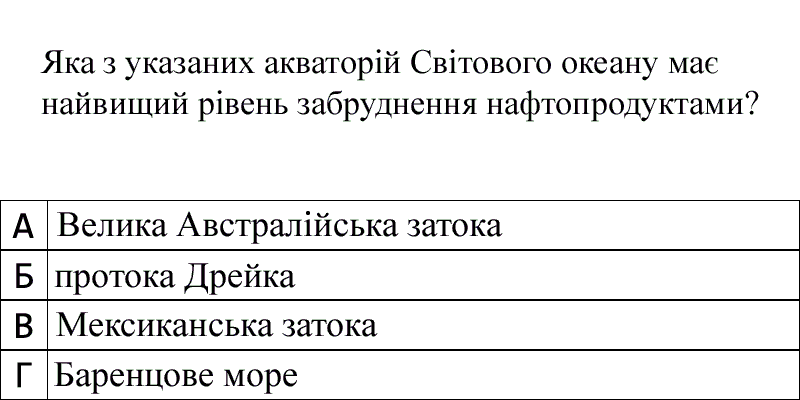 Яка з указаних акваторій Світового океану має
найвищий рівень забруднення нафтопродуктами?
А Велика Австралійська затока
Б протока Дрейка
В Мексиканська затока
Г Баренцове море